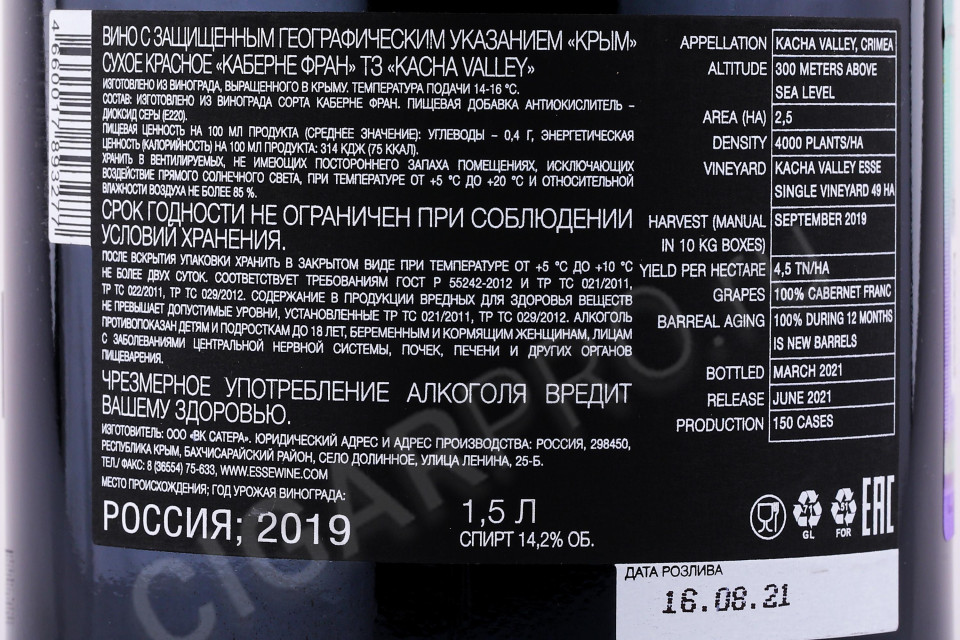 4 660017 893277
ВИНО С ЗАЩИЩЕННЫМ ГЕОГРАФИЧЕСКИМ УКАЗАНИЕМ «КРЫМ»
СУХОЕ КРАСНОЕ «КАБЕРНЕ ФРАН» ТЗ «KACHA VALLEY»
ИЗГОТОВЛЕНО ИЗ ВИНОГРАДА, ВЫРАЩЕННОГО В КРЫМУ. ТЕМПЕРАТУРА ПОДАЧИ 14-16 °C.
СОСТАВ: ИЗГОТОВЛЕНО ИЗ ВИНОГРАДА СОРТА КАБЕРНЕ ФРАН. ПИЩЕВАЯ ДОБАВКА АНТИОКИСЛИТЕЛЬ –
ДИОКСИД СЕРЫ (E220).
ПИЩЕВАЯ ЦЕННОСТЬ НА 100 МЛ ПРОДУКТА (СРЕДНЕЕ ЗНАЧЕНИЕ): УГЛЕВОДЫ – 0,4 Г, ЭНЕРГЕТИЧЕСКАЯ
ЦЕННОСТЬ (КАЛОРИЙНОСТЬ) НА 100 МЛ ПРОДУКТА: 314 КДЖ (75 ККАЛ).
ХРАНИТЬ В ВЕНТИЛИРУЕМЫХ, НЕ ИМЕЮЩИХ ПОСТОРОННЕГО ЗАПАХА ПОМЕЩЕНИЯХ, ИСКЛЮЧАЮЩИХ
ВОЗДЕЙСТВИЕ ПРЯМОГО СОЛНЕЧНОГО СВЕТА, ПРИ ТЕМПЕРАТУРЕ ОТ +5 °C ДО +20 °C И ОТНОСИТЕЛЬНОЙ
ВЛАЖНОСТИ ВОЗДУХА НЕ БОЛЕЕ 85 %.
СРОК ГОДНОСТИ НЕ ОГРАНИЧЕН ПРИ СОБЛЮДЕНИИ
УСЛОВИЙ ХРАНЕНИЯ.
ПОСЛЕ ВСКРЫТИЯ УПАКОВКИ ХРАНИТЬ В ЗАКРЫТОМ ВИДЕ ПРИ ТЕМПЕРАТУРЕ ОТ +5 °C ДО +10 °C
НЕ БОЛЕЕ ДВУХ СУТОК. СООТВЕТСТВУЕТ ТРЕБОВАНИЯМ ГОСТ Р 55242-2012 И ТР ТС 021/2011,
ТР ТС 022/2011, ТР ТС 029/2012. СОДЕРЖАНИЕ В ПРОДУКЦИИ ВРЕДНЫХ ДЛЯ ЗДОРОВЬЯ ВЕЩЕСТВ
НЕ ПРЕВЫШАЕТ ДОПУСТИМЫЕ УРОВНИ, УСТАНОВЛЕННЫЕ ТР ТС 021/2011, ТР ТС 029/2012. АЛКОГОЛЬ
ПРОТИВОПОКАЗАН ДЕТЯМ И ПОДРОСТКАМ ДО 18 ЛЕТ, БЕРЕМЕННЫМ И КОРМЯЩИМ ЖЕНЩИНАМ, ЛИЦАМ
С ЗАБОЛЕВАНИЯМИ ЦЕНТРАЛЬНОЙ НЕРВНОЙ СИСТЕМЫ, ПОЧЕК, ПЕЧЕНИ И ДРУГИХ ОРГАНОВ
ПИЩЕВАРЕНИЯ.
ЧРЕЗМЕРНОЕ УПОТРЕБЛЕНИЕ АЛКОГОЛЯ ВРЕДИТ
ВАШЕМУ ЗДОРОВЬЮ.
ИЗГОТОВИТЕЛЬ: ООО «ВК САТЕРА». ЮРИДИЧЕСКИЙ АДРЕС И АДРЕС ПРОИЗВОДСТВА: РОССИЯ, 298450,
РЕСПУБЛИКА КРЫМ, БАХЧИСАРАЙСКИЙ РАЙОН, СЕЛО ДОЛИННОЕ, УЛИЦА ЛЕНИНА, 25-Б.
ТЕЛ./ ФАКС: 8 (36554) 75-633, WWW.ESSEWINE.COM
МЕСТО ПРОИСХОЖДЕНИЯ; ГОД УРОЖАЯ ВИНОГРАДА:
РОССИЯ; 2019
1,5 Л
СПИРТ 14,2% ОБ.
APPELLATION KACHA VALLEY, CRIMEA
ALTITUDE 300 METERS ABOVE
SEA LEVEL
AREA (HA) 2,5
DENSITY 4000 PLANTS/HA
VINEYARD KACHA VALLEY ESSE
SINGLE VINEYARD 49 HA
HARVEST (MANUAL SEPTEMBER 2019
IN 10 KG BOXES)
YIELD PER HECTARE 4,5 TN/HA
GRAPES 100% CABERNET FRANC
BARREAL AGING 100% DURING 12 MONTHS
IS NEW BARRELS
BOTTLED MARCH 2021
RELEASE JUNE 2021
PRODUCTION 150 CASES
71 51 EAC
GL FOR
ДАТА РОЗЛИВА
16.08.21
CIGARPRO.RU